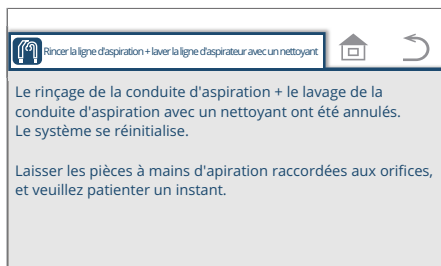 Rincer la ligne d'aspiration + laver la ligne d'aspirateur avec un nettoyant
Le rinçage de la conduite d'aspiration + le lavage de la
conduite d'aspiration avec un nettoyant ont été annulés.
Le système se réinitialise.
Laisser les pièces à mains d'apiration raccordées aux orifices,
et veuillez patienter un instant.